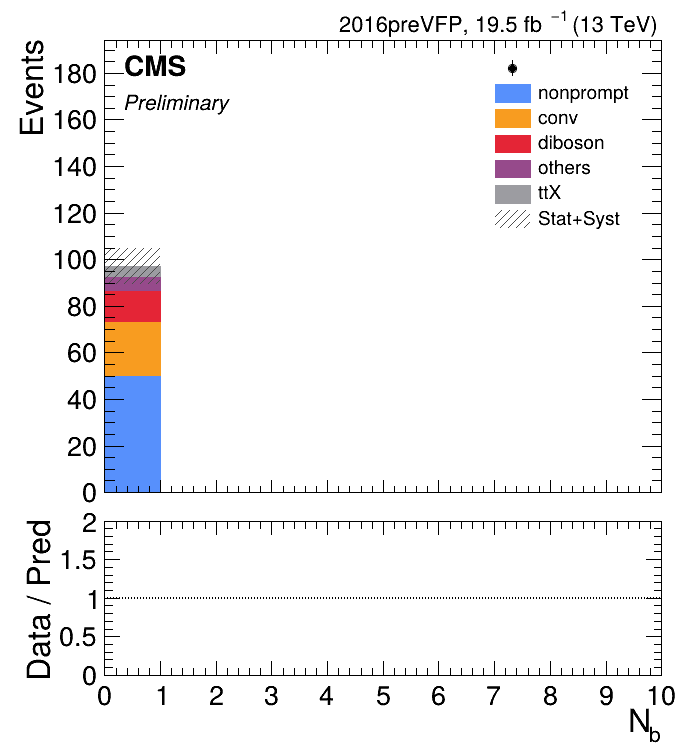 2016preVFP, 19.5 fb⁻¹ (13 TeV)
CMS
Preliminary
nonprompt
conv
diboson
others
ttX
Stat+Syst
Events
180
160
140
120
100
80
60
40
20
0
Data / Pred
2
1.5
1
0.5
0
0 1 2 3 4 5 6 7 8 9 10
N_b